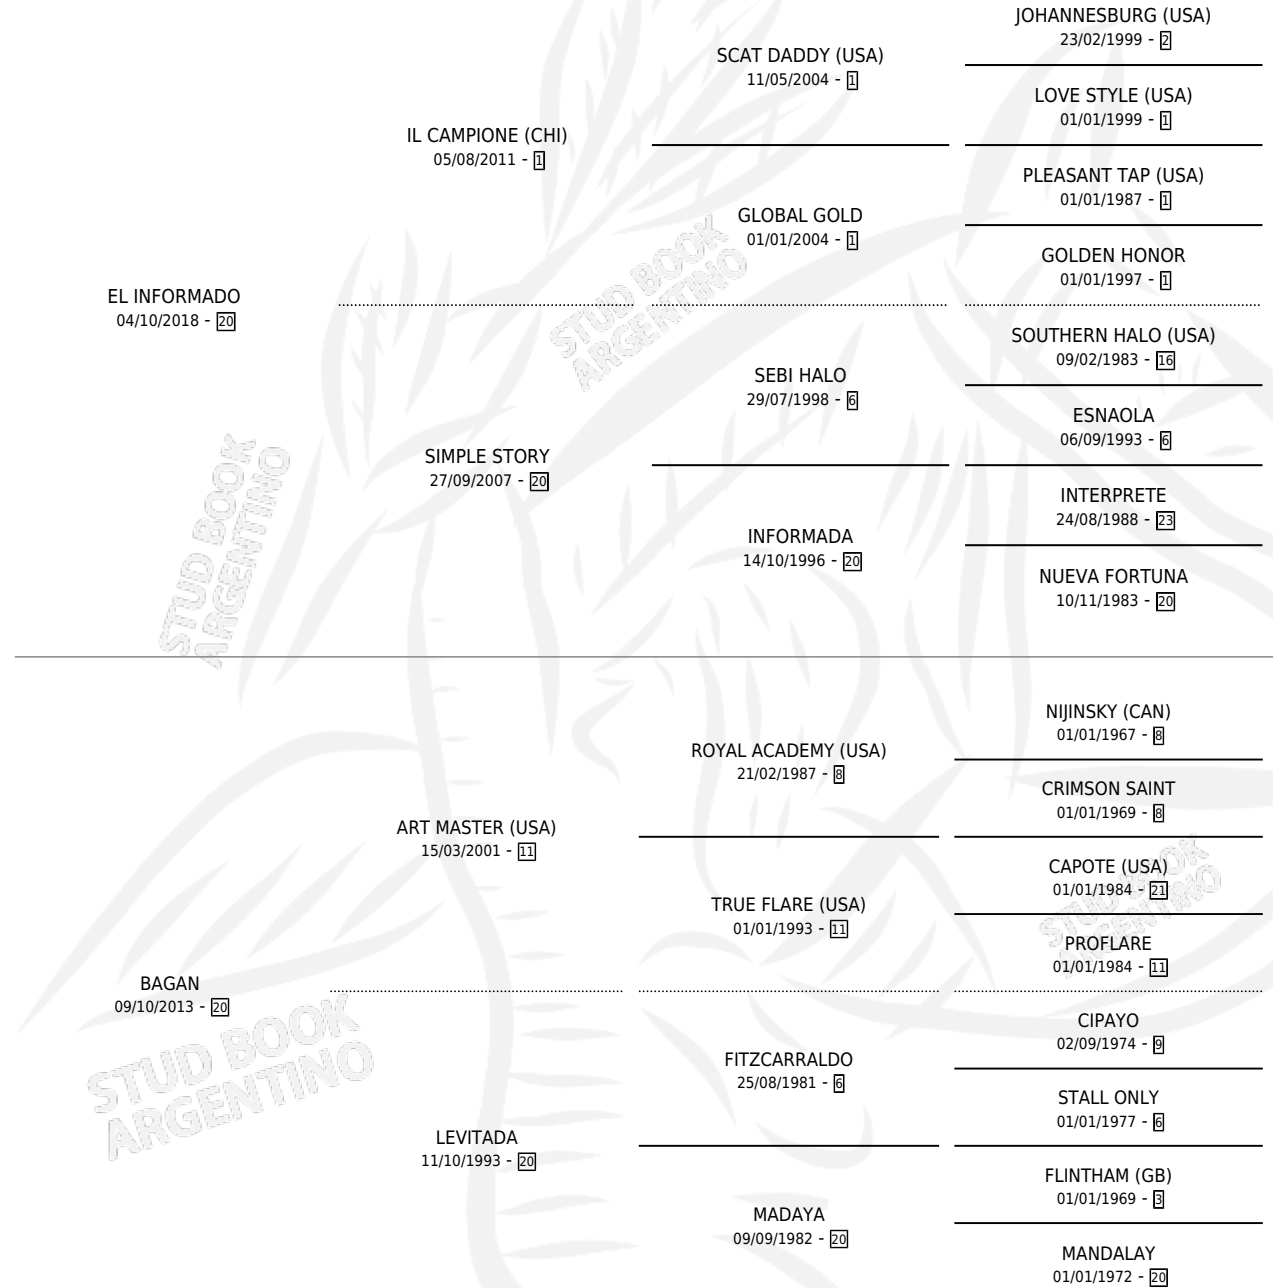 JOHANNESBURG (USA)
23/02/1999 - 2
SCAT DADDY (USA)
11/05/2004 - 1
LOVE STYLE (USA)
01/01/1999 - 1
IL CAMPIONE (CHI)
05/08/2011 - 1
PLEASANT TAP (USA)
01/01/1987 - 1
GLOBAL GOLD
01/01/2004 - 1
GOLDEN HONOR
01/01/1997 - 1
EL INFORMADO
04/10/2018 - 20
STUD BOOK
ARGENTINO
SOUTHERN HALO (USA)
09/02/1983 - 16
SEBI HALO
29/07/1998 - 6
ESNAOLA
06/09/1993 - 6
SIMPLE STORY
27/09/2007 - 20
INTERPRETE
24/08/1988 - 23
INFORMADA
14/10/1996 - 20
NUEVA FORTUNA
10/11/1983 - 20
STUD BOOK
ARGENTINO
NIJINSKY (CAN)
01/01/1967 - 8
ROYAL ACADEMY (USA)
21/02/1987 - 8
CRIMSON SAINT
01/01/1969 - 8
ART MASTER (USA)
15/03/2001 - 11
CAPOTE (USA)
01/01/1984 - 21
TRUE FLARE (USA)
01/01/1993 - 11
PROFLARE
01/01/1984 - 11
STUD BOOK
ARGENTINO
BAGAN
09/10/2013 - 20
CIPAYO
02/09/1974 - 9
FITZCARRALDO
25/08/1981 - 6
STALL ONLY
01/01/1977 - 6
STUD BOOK
ARGENTINO
LEVITADA
11/10/1993 - 20
FLINTHAM (GB)
01/01/1969 - 3
MADAYA
09/09/1982 - 20
MANDALAY
01/01/1972 - 20